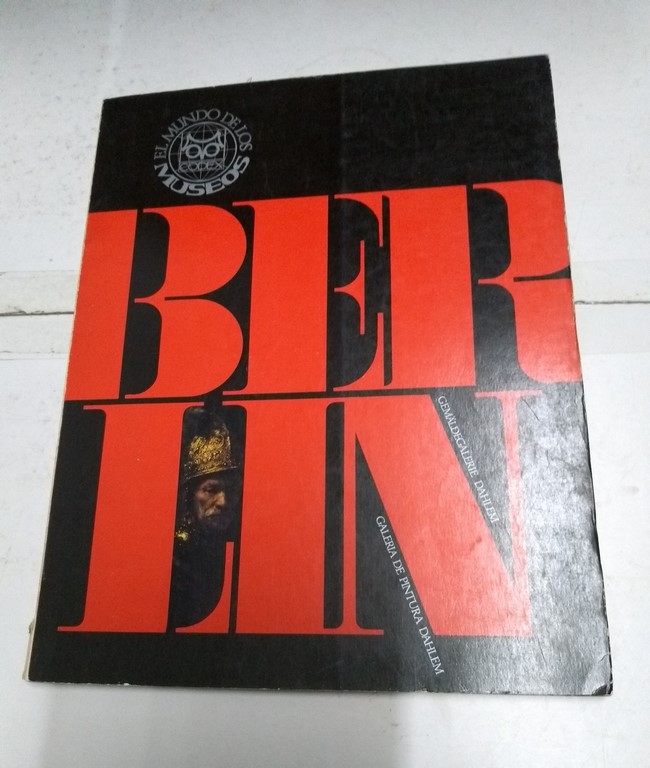 EL MUNDO DE LOS
CODEX
MUSEOS
BER
LIN
GEMÄLDEGALERIE DAHLEM
GALERIA DE PINTURA DAHLEM